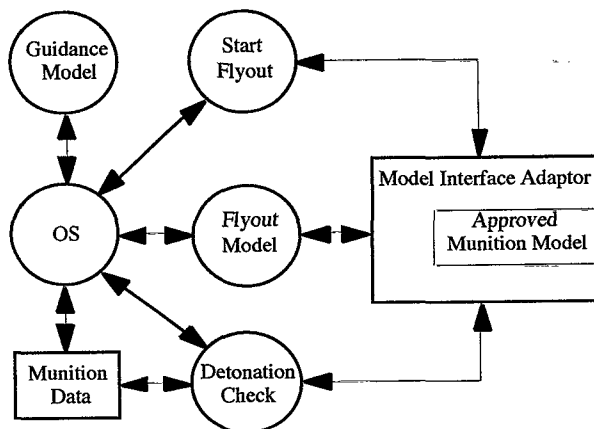 Guidance
Model
Start
Flyout
Model Interface Adaptor
Approved
Munition Model
OS
Flyout
Model
Munition
Data
Detonation
Check